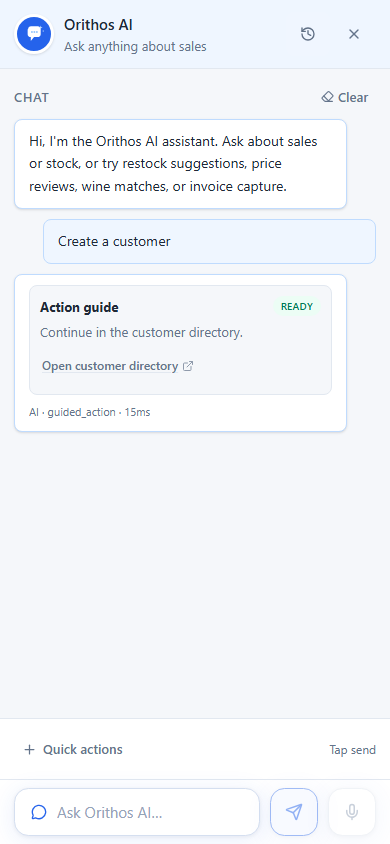 Orithos AI
Ask anything about sales
CHAT
Clear
Hi, I'm the Orithos AI assistant. Ask about sales
or stock, or try restock suggestions, price
reviews, wine matches, or invoice capture.
Create a customer
Action guide
READY
Continue in the customer directory.
Open customer directory
AI · guided_action · 15ms
Quick actions
Tap send
Ask Orithos AI...